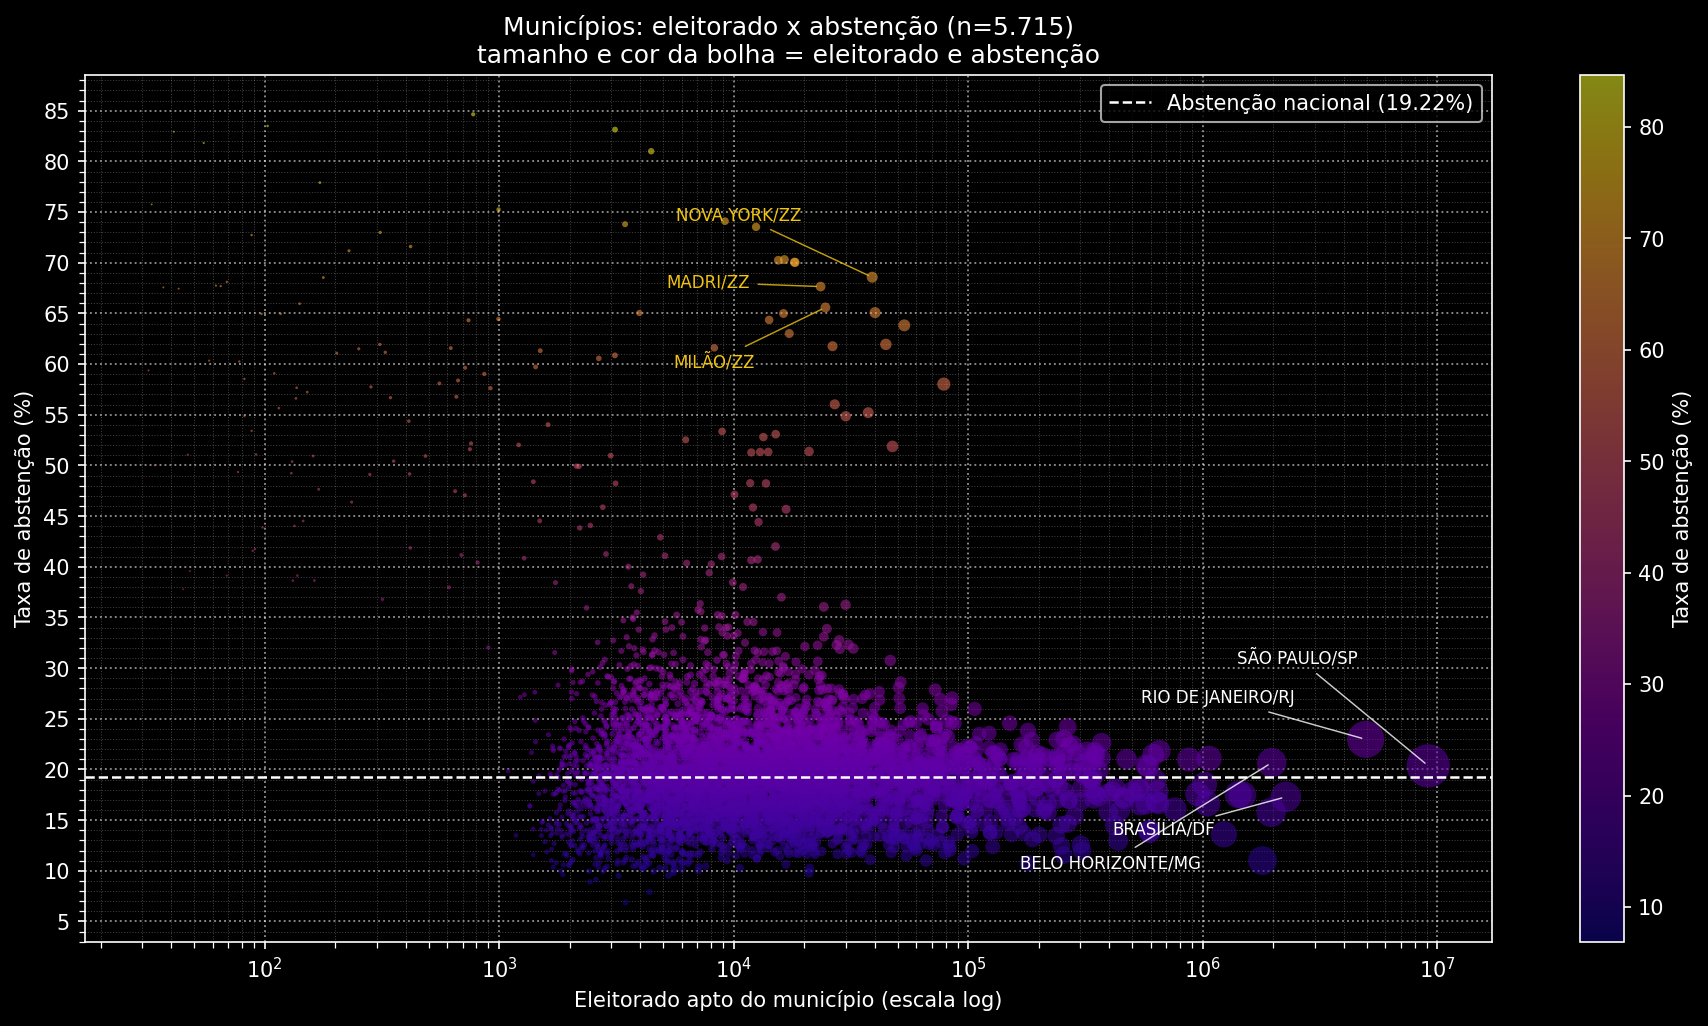 Municípios: eleitorado x abstenção (n=5.715)
tamanho e cor da bolha = eleitorado e abstenção
Abstenção nacional (19.22%)
Taxa de abstenção (%)
85
80
75
70
65
60
55
50
45
40
35
30
25
20
15
10
5
NOVA YORK/ZZ
MADRI/ZZ
MILÃO/ZZ
SÃO PAULO/SP
RIO DE JANEIRO/RJ
BRASÍLIA/DF
BELO HORIZONTE/MG
10²
10³
10⁴
10⁵
10⁶
10⁷
Eleitorado apto do município (escala log)
80
70
60
50
40
30
20
10
Taxa de abstenção (%)